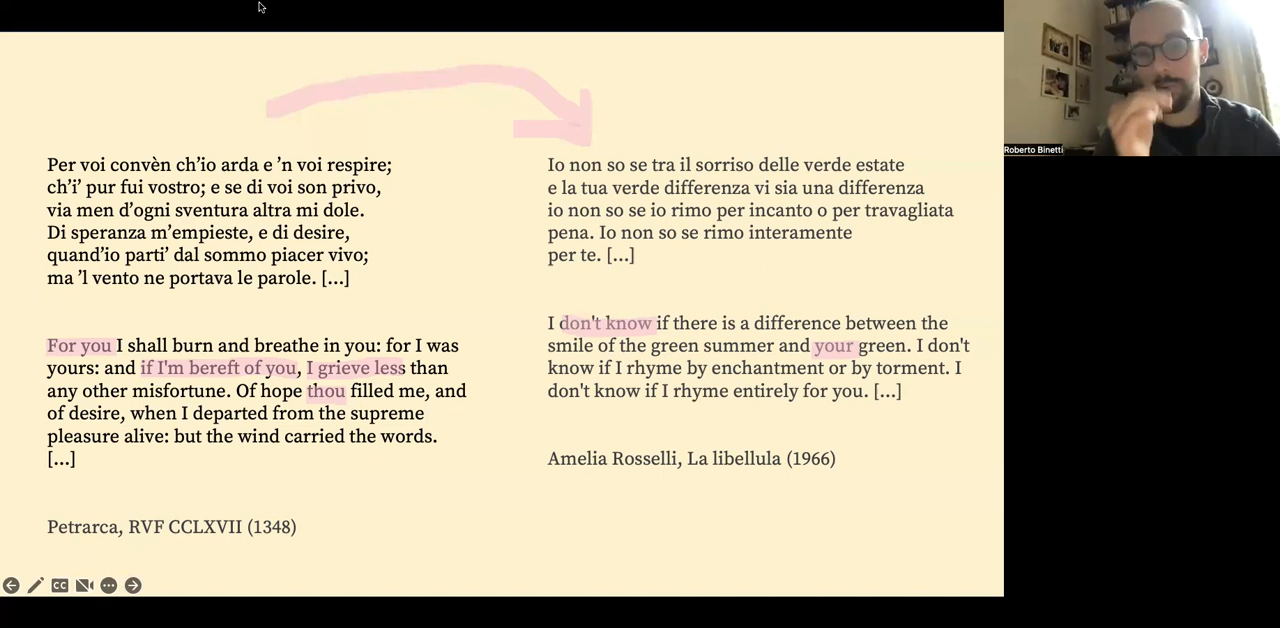 Per voi convèn ch’io arda e ’n voi respire;
ch’i’ pur fui vostro; e se di voi son privo,
via men d’ogni sventura altra mi dole.
Di speranza m’empieste, e di desire,
quand’io parti’ dal sommo piacer vivo;
ma ’l vento ne portava le parole. [...]
For you I shall burn and breathe in you: for I was
yours: and if I'm bereft of you, I grieve less than
any other misfortune. Of hope thou filled me, and
of desire, when I departed from the supreme
pleasure alive: but the wind carried the words.
[...]
Petrarca, RVF CCLXVII (1348)
Io non so se tra il sorriso delle verde estate
e la tua verde differenza vi sia una differenza
io non so se io rimo per incanto o per travagliata
pena. Io non so se rimo interamente
per te. [...]
I don't know if there is a difference between the
smile of the green summer and your green. I don't
know if I rhyme by enchantment or by torment. I
don't know if I rhyme entirely for you. [...]
Amelia Rosselli, La libellula (1966)
Roberto Binetti
CC